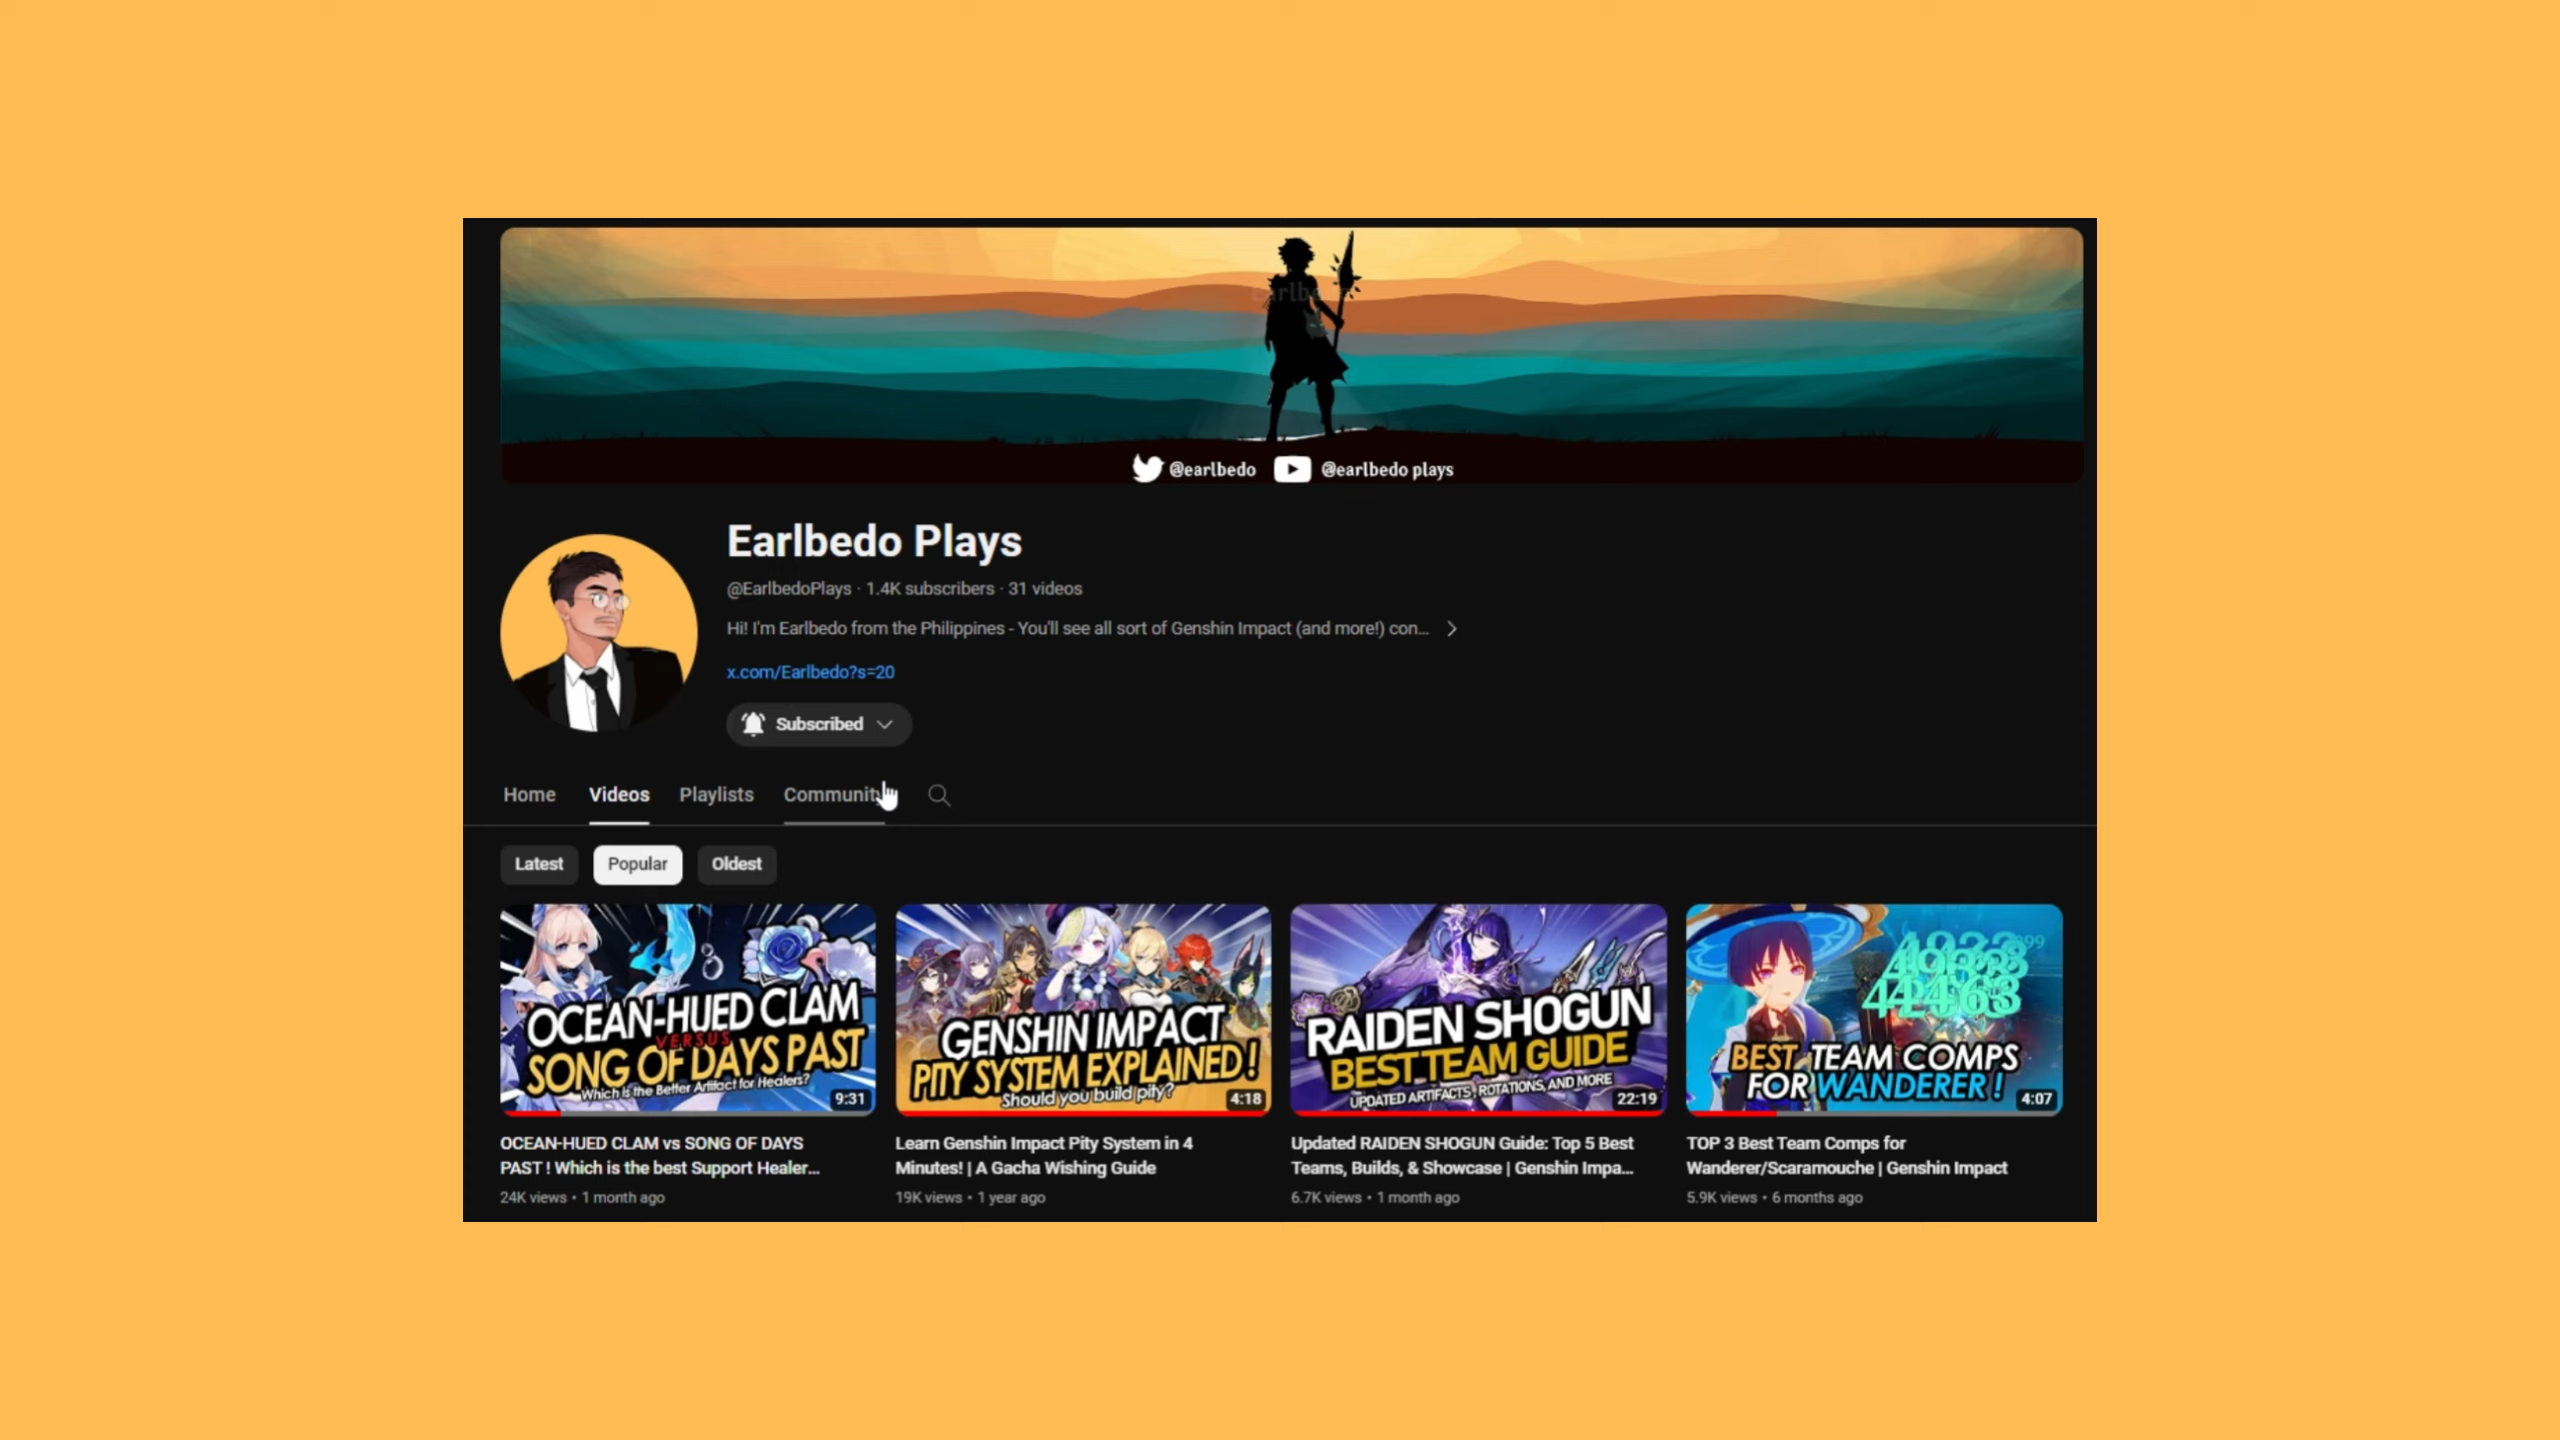 @earlbedo @earlbedo plays
Earlbedo Plays
@EarlbedoPlays · 1.4K subscribers · 31 videos
Hi! I'm Earlbedo from the Philippines - You'll see all sort of Genshin Impact (and more!) con...
x.com/Earlbedo?s=20
Subscribed
Home Videos Playlists Community
Latest Popular Oldest
OCEAN-HUED CLAM
VERSUS
SONG OF DAYS PAST
Which is the Better Artifact for Healers?
9:31
GENSHIN IMPACT
PITY SYSTEM EXPLAINED!
Should you build pity?
4:18
RAIDEN SHOGUN
BEST TEAM GUIDE
UPDATED ARTIFACTS, ROTATIONS, AND MORE
22:19
BEST TEAM COMPS
FOR WANDERER!
4:07
OCEAN-HUED CLAM vs SONG OF DAYS
PAST ! Which is the best Support Healer...
24K views • 1 month ago
Learn Genshin Impact Pity System in 4
Minutes! | A Gacha Wishing Guide
19K views • 1 year ago
Updated RAIDEN SHOGUN Guide: Top 5 Best
Teams, Builds, & Showcase | Genshin Impa...
6.7K views • 1 month ago
TOP 3 Best Team Comps for
Wanderer/Scaramouche | Genshin Impact
5.9K views • 6 months ago